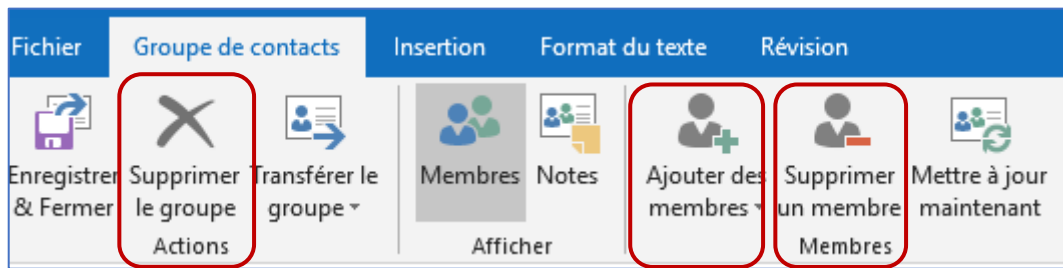 Fichier Groupe de contacts Insertion Format du texte Révision
Enregistrer Supprimer Transférer le Membres Notes Ajouter des Supprimer Mettre à jour
& Fermer le groupe groupe membres un membre maintenant
Actions Afficher Membres